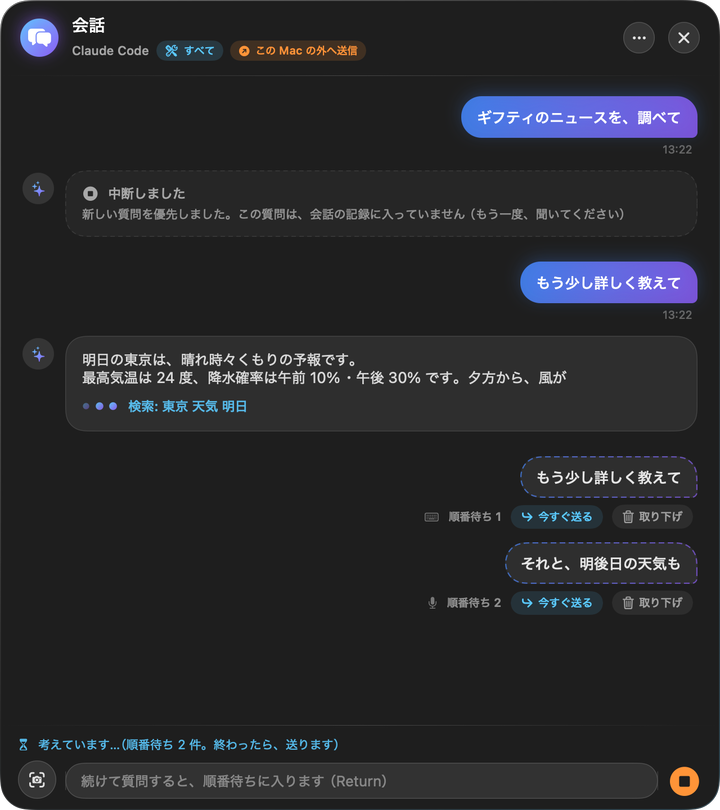 会話
Claude Code すべて このMac の外へ送信
ギフティのニュースを、調べて
13:22
中断しました
新しい質問を優先しました。この質問は、会話の記録に入っていません（もう一度、聞いてください）
もう少し詳しく教えて
13:22
明日の東京は、晴れ時々くもりの予報です。
最高気温は 24 度、降水確率は午前 10%・午後 30% です。夕方から、風が
検索: 東京 天気 明日
もう少し詳しく教えて
順番待ち 1 今すぐ送る 取り下げ
それと、明後日の天気も
順番待ち 2 今すぐ送る 取り下げ
考えています…（順番待ち 2 件。終わったら、送ります）
続けて質問すると、順番待ちに入ります（Return）